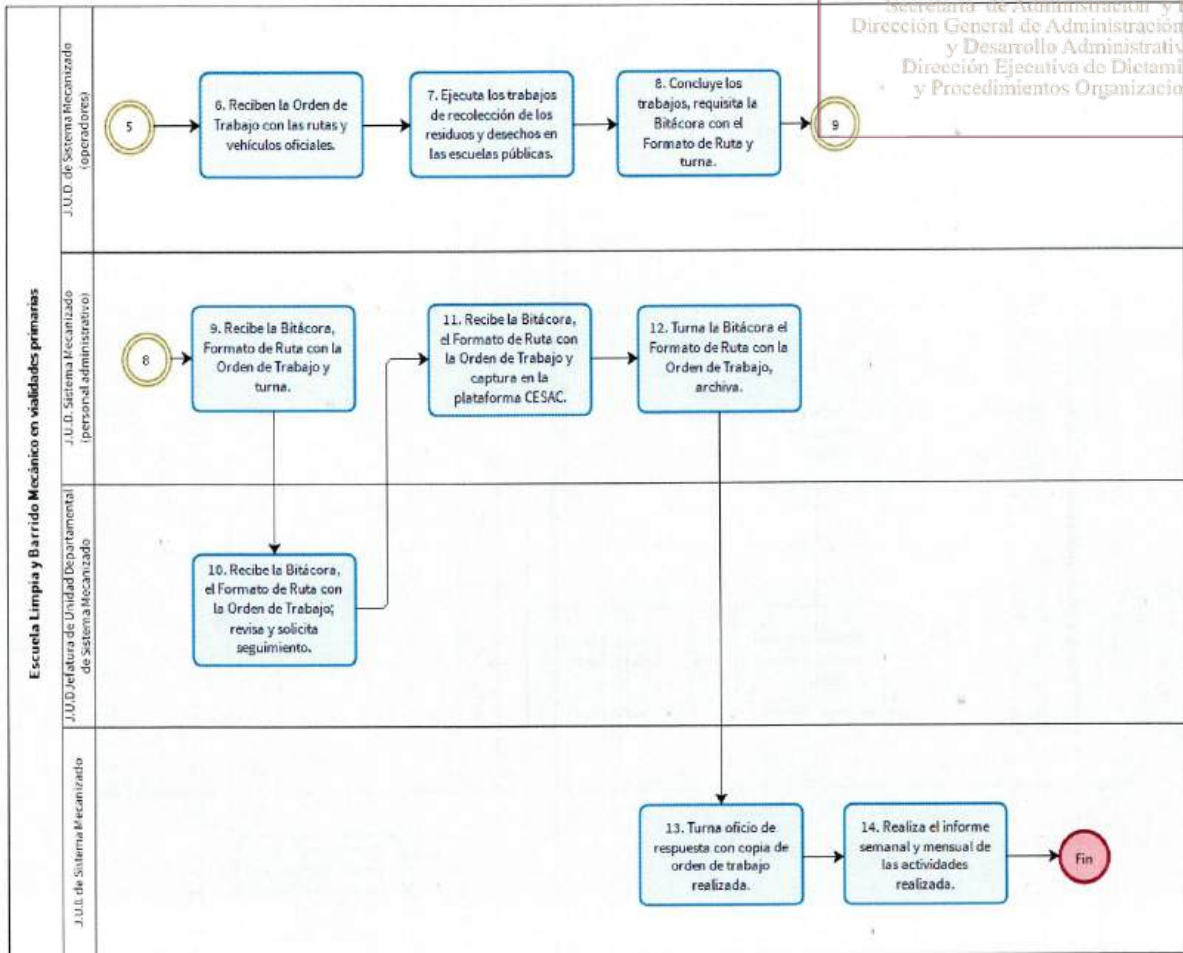 Secretaría de Administración y
Dirección General de Administración
y Desarrollo Administrativ
Dirección Ejecutiva de Dictami
y Procedimientos Organizacio
Escuela Limpia y Barrido Mecánico en vialidades primarias
J.U.D. de Sistema Mecanizado
(operadores)
5
6. Reciben la Orden de
Trabajo con las rutas y
vehículos oficiales.
7. Ejecuta los trabajos
de recolección de los
residuos y desechos en
las escuelas públicas.
8. Concluye los
trabajos, requisita la
Bitácora con el
Formato de Ruta y
turna.
9
J.U.D. Sistema Mecanizado
(personal administrativo)
8
9. Recibe la Bitácora,
Formato de Ruta con la
Orden de Trabajo y
turna.
11. Recibe la Bitácora,
el Formato de Ruta con
la Orden de Trabajo y
captura en la
plataforma CESAC.
12. Turna la Bitácora el
Formato de Ruta con la
Orden de Trabajo,
archiva.
J.U.D Jefatura de Unidad Departamental
de Sistema Mecanizado
10. Recibe la Bitácora,
el Formato de Ruta con
la Orden de Trabajo;
revisa y solicita
seguimiento.
J.U.D. de Sistema Mecanizado
13. Turna oficio de
respuesta con copia de
orden de trabajo
realizada.
14. Realiza el informe
semanal y mensual de
las actividades
realizada.
Fin